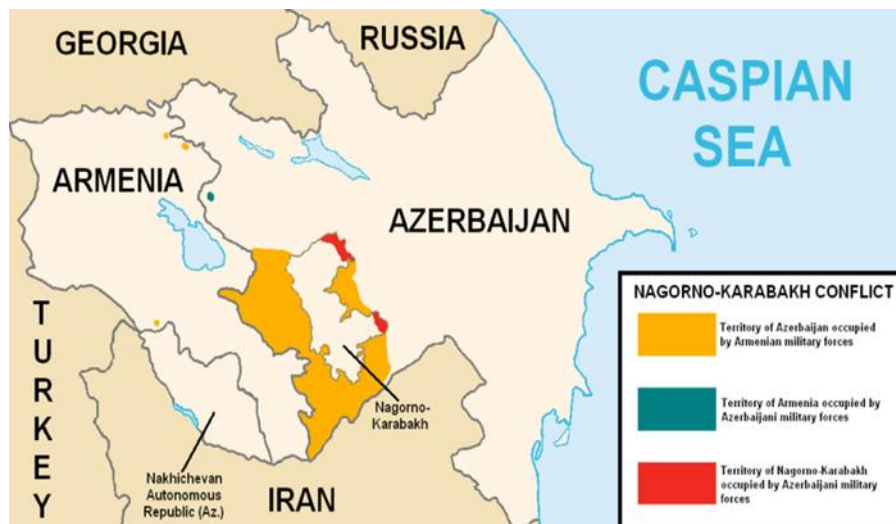 GEORGIA
RUSSIA
CASPIAN
SEA
ARMENIA
AZERBAIJAN
NAGORNO-KARABAKH CONFLICT
Territory of Azerbaijan occupied
by Armenian military forces
Territory of Armenia occupied by
Azerbaijani military forces
Territory of Nagorno-Karabakh
occupied by Azerbaijani military
forces
T
U
R
K
E
Y
Nagorno-
Karabakh
Nakhichevan
Autonomous
Republic (Az.)
IRAN